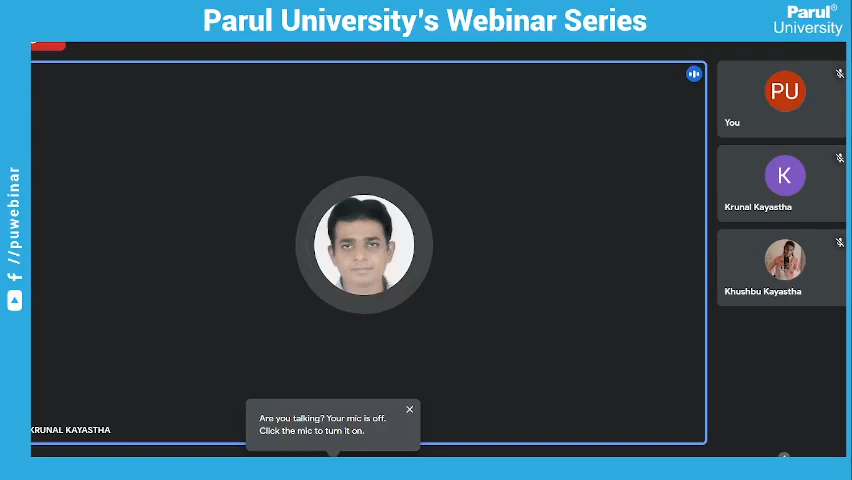 Parul University's Webinar Series
Parul®
University
PU
You
K
Krunal Kayastha
Khushbu Kayastha
//puwebinar
KRUNAL KAYASTHA
Are you talking? Your mic is off.
Click the mic to turn it on.